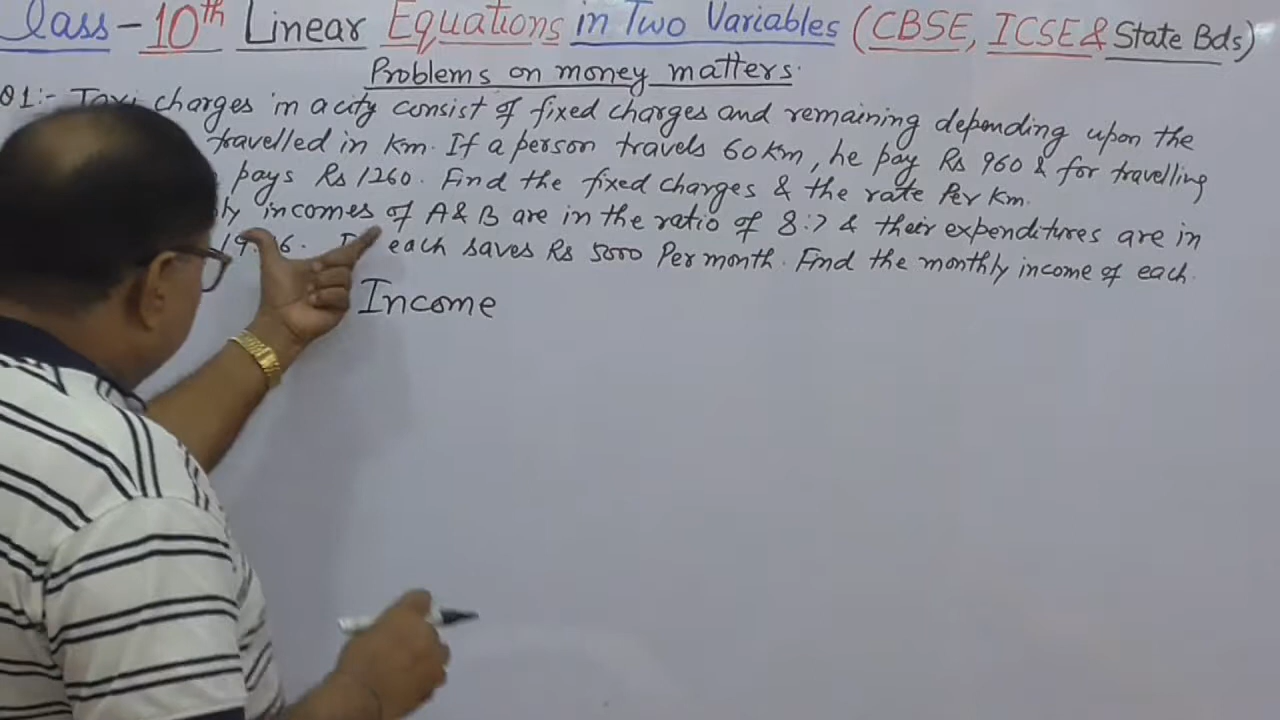 lass - 10th Linear Equations in Two Variables (CBSE, ICSE & State Bds)
Problems on money matters.
Q1:- Taxi charges in a city consist of fixed charges and remaining depending upon the
travelled in Km. If a person travels 60 Km, he pay Rs 960 & for travelling
pays Rs 1260. Find the fixed charges & the rate Per Km.
ly incomes of A & B are in the ratio of 8:7 & their expenditures are in
each saves Rs 5000 Per month. Find the monthly income of each.
Income